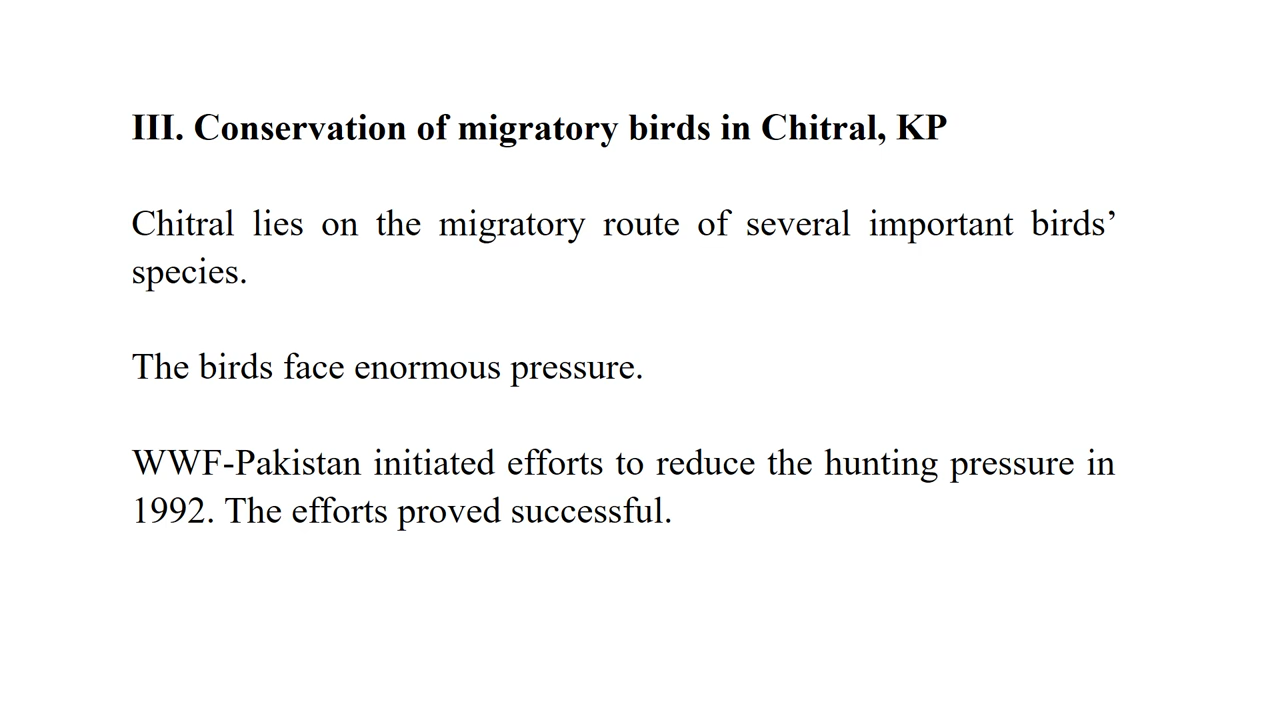 III. Conservation of migratory birds in Chitral, KP
Chitral lies on the migratory route of several important birds’
species.
The birds face enormous pressure.
WWF-Pakistan initiated efforts to reduce the hunting pressure in
1992. The efforts proved successful.